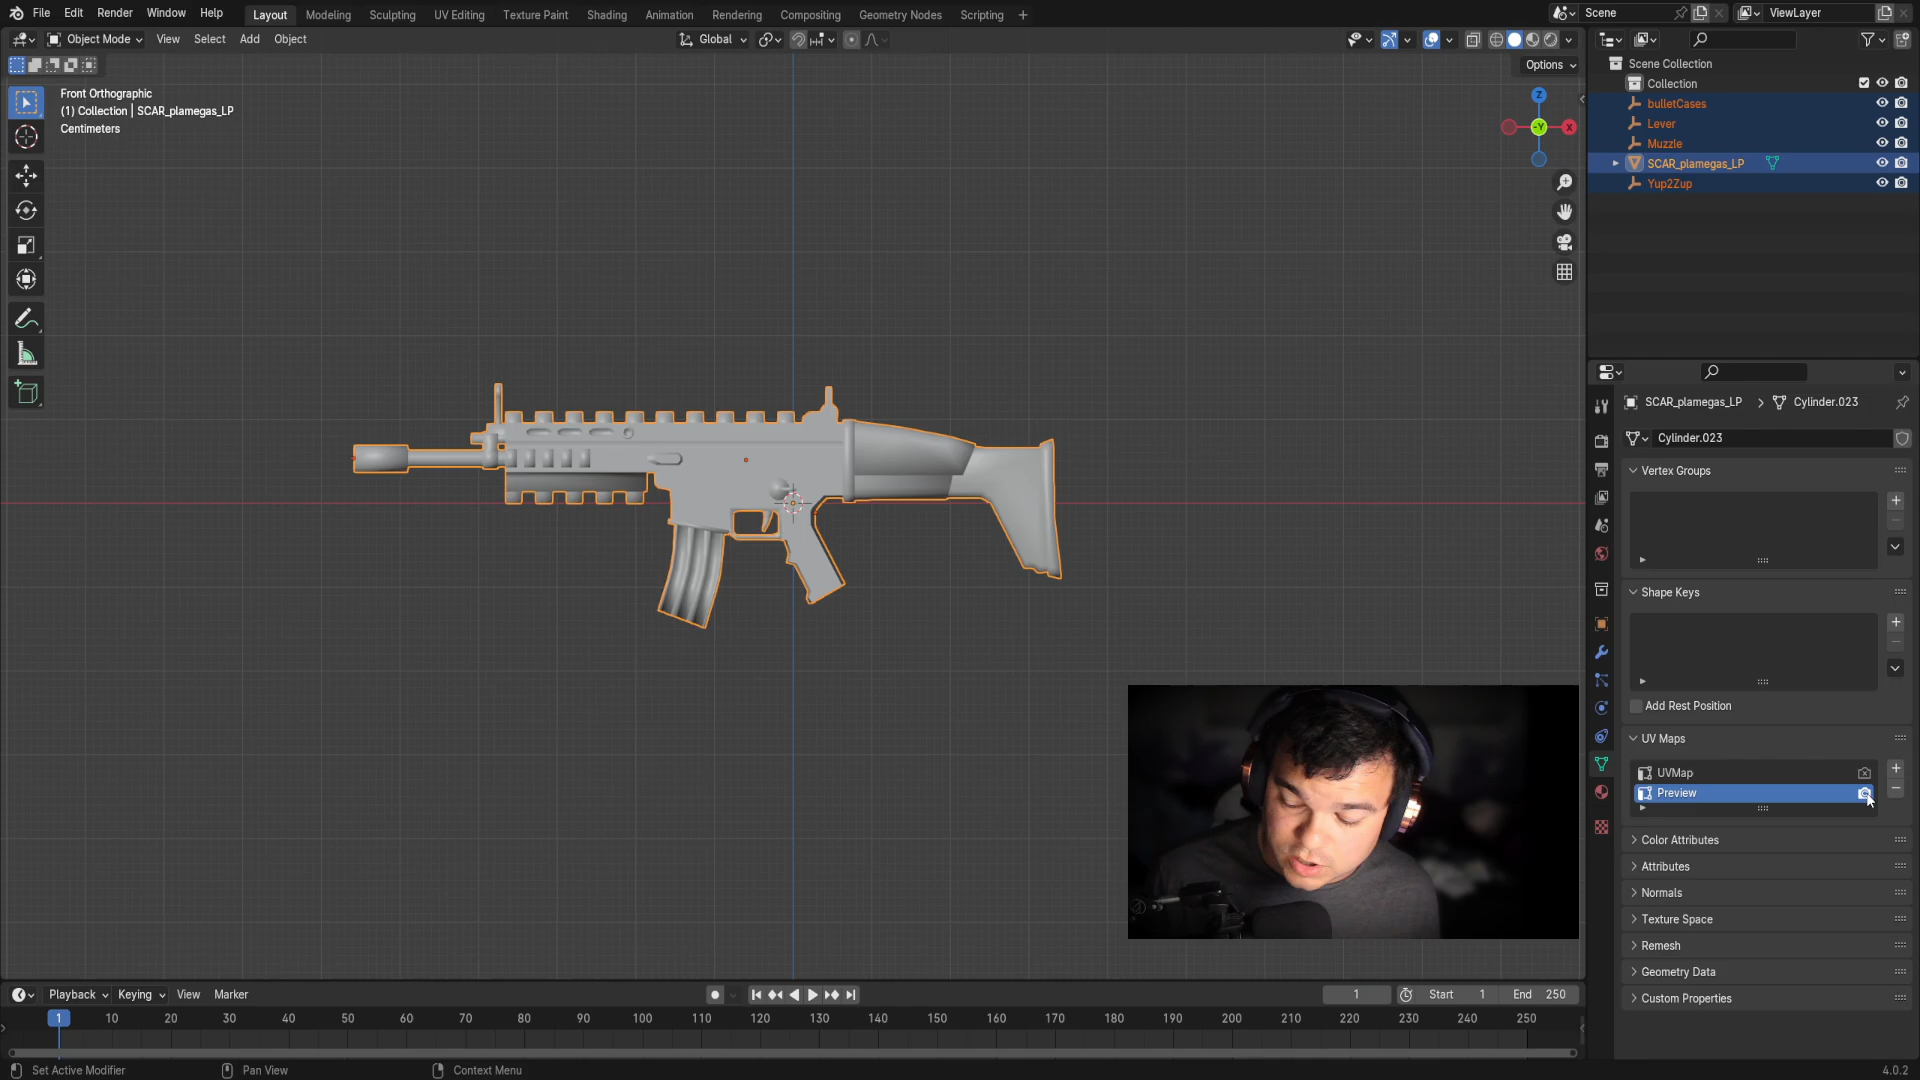 File Edit Render Window Help Layout Modeling Sculpting UV Editing Texture Paint Shading Animation Rendering Compositing Geometry Nodes Scripting Scene ViewLayer
Object Mode View Select Add Object Global
Options
Front Orthographic
(1) Collection | SCAR_plamegas_LP
Centimeters
Z
-Y
X
Scene Collection
Collection
bulletCases
Lever
Muzzle
SCAR_plamegas_LP
Yup2Zup
SCAR_plamegas_LP > Cylinder.023
Cylinder.023
Vertex Groups
Shape Keys
Add Rest Position
UV Maps
UVMap
Preview
Color Attributes
Attributes
Normals
Texture Space
Remesh
Geometry Data
Custom Properties
Playback Keying View Marker 1 Start 1 End 250
1 10 20 30 40 50 60 70 80 90 100 110 120 130 140 150 160 170 180 190 200 210 220 230 240 250
Set Active Modifier Pan View Context Menu 4.0.2